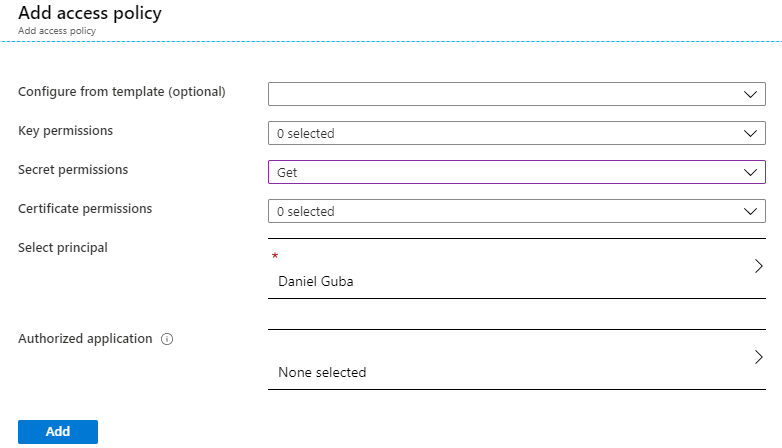 Add access policy
Add access policy
Configure from template (optional)
Key permissions
0 selected
Secret permissions
Get
Certificate permissions
0 selected
Select principal
*
Daniel Guba
Authorized application
None selected
Add